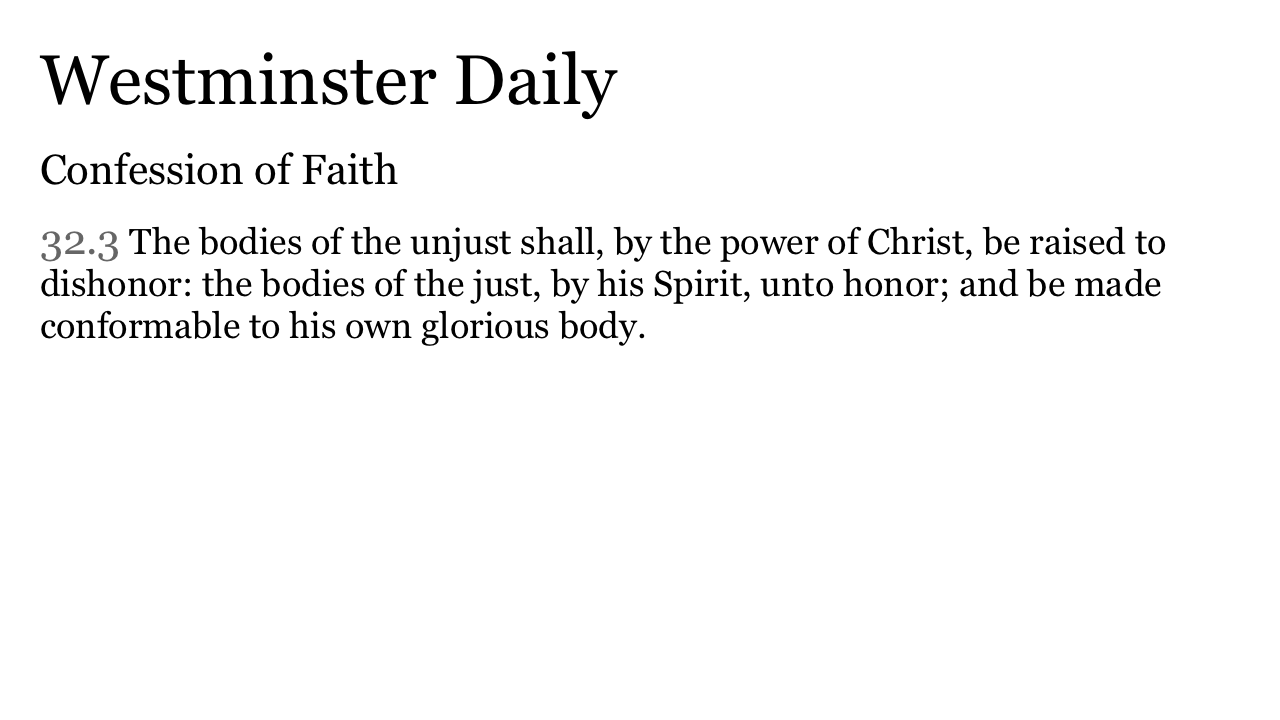 Westminster Daily
Confession of Faith
32.3 The bodies of the unjust shall, by the power of Christ, be raised to
dishonor: the bodies of the just, by his Spirit, unto honor; and be made
conformable to his own glorious body.